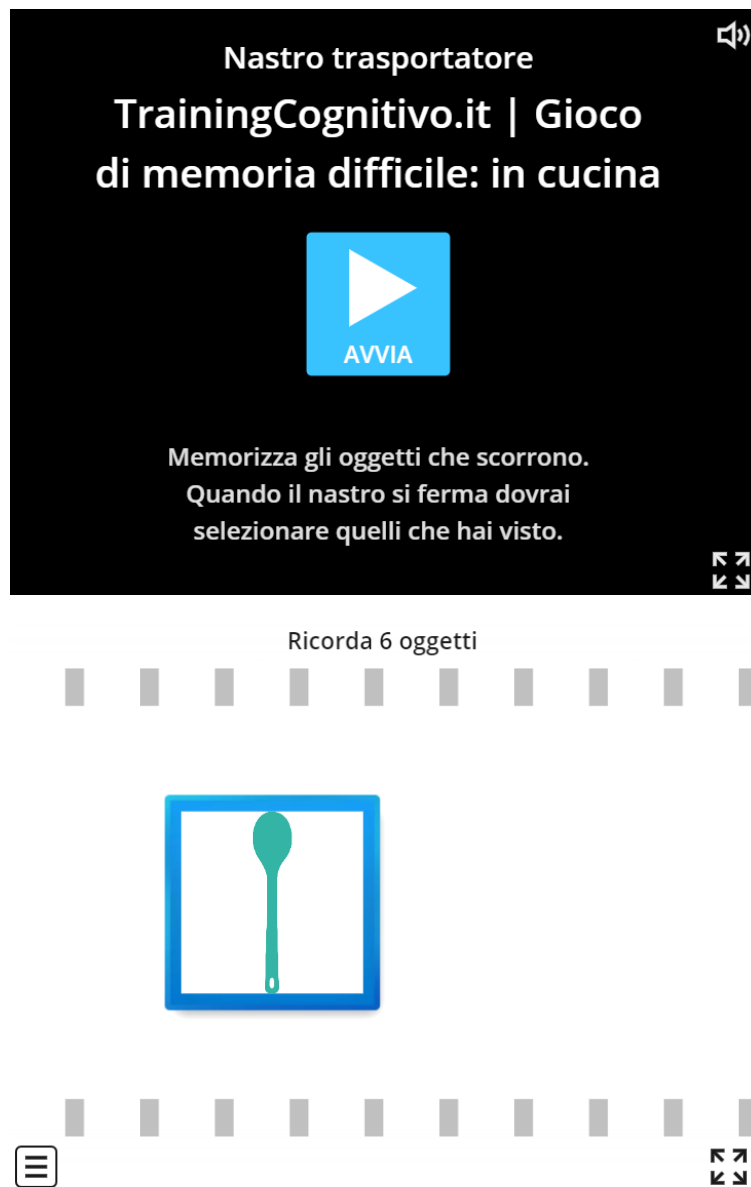 Nastro trasportatore
TrainingCognitivo.it | Gioco
di memoria difficile: in cucina
AVVIA
Memorizza gli oggetti che scorrono.
Quando il nastro si ferma dovrai
selezionare quelli che hai visto.
Ricorda 6 oggetti